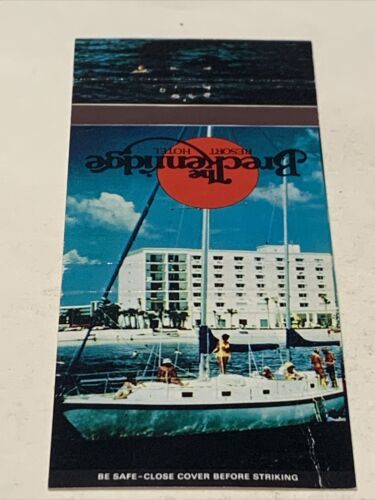 The
Breckenridge
RESORT HOTEL
BE SAFE-CLOSE COVER BEFORE STRIKING